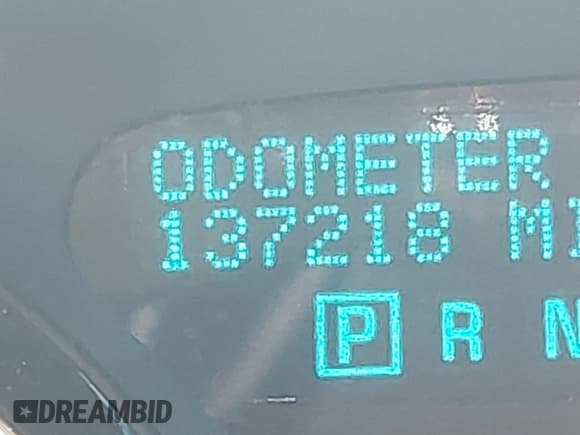 ODOMETER
137218 MI
P R N
DREAMBID